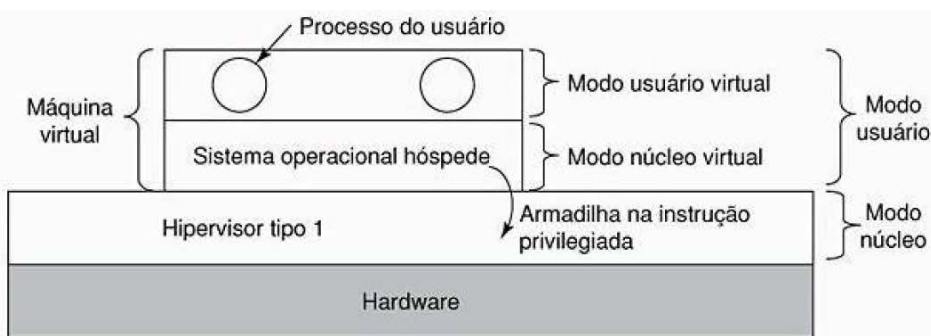 Processo do usuário
Máquina
virtual
Modo usuário virtual
Modo
usuário
Sistema operacional hóspede
Modo núcleo virtual
Hipervisor tipo 1
Armadilha na instrução
privilegiada
Modo
núcleo
Hardware